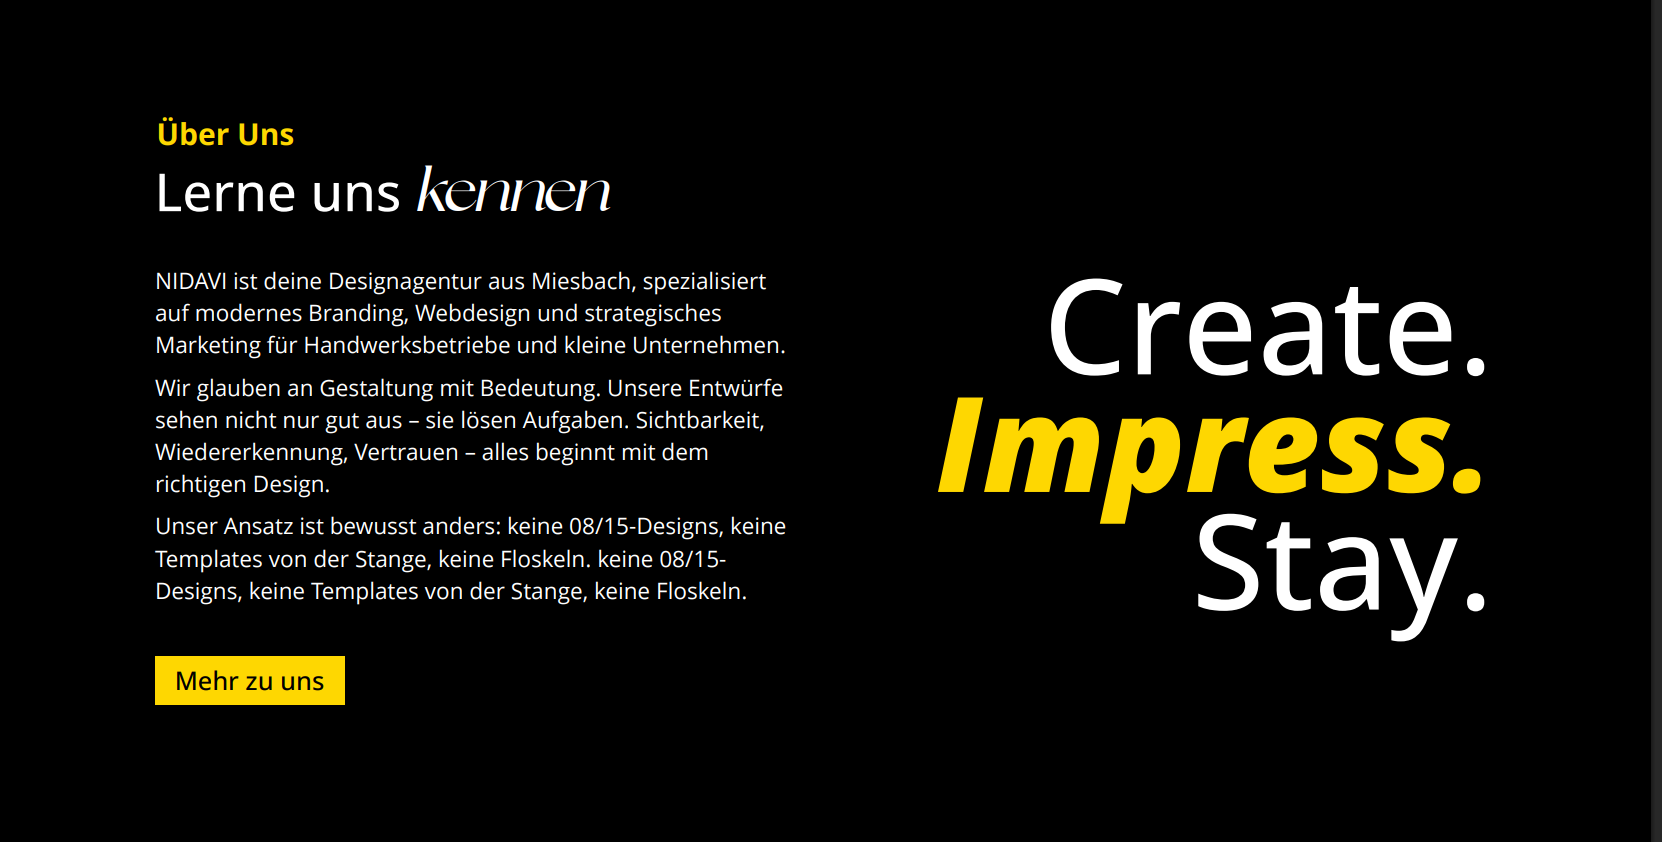 Über Uns
Lerne uns kennen
NIDAVI ist deine Designagentur aus Miesbach, spezialisiert
auf modernes Branding, Webdesign und strategisches
Marketing für Handwerksbetriebe und kleine Unternehmen.
Wir glauben an Gestaltung mit Bedeutung. Unsere Entwürfe
sehen nicht nur gut aus – sie lösen Aufgaben. Sichtbarkeit,
Wiedererkennung, Vertrauen – alles beginnt mit dem
richtigen Design.
Unser Ansatz ist bewusst anders: keine 08/15-Designs, keine
Templates von der Stange, keine Floskeln. keine 08/15-
Designs, keine Templates von der Stange, keine Floskeln.
Mehr zu uns
Create.
Impress.
Stay.